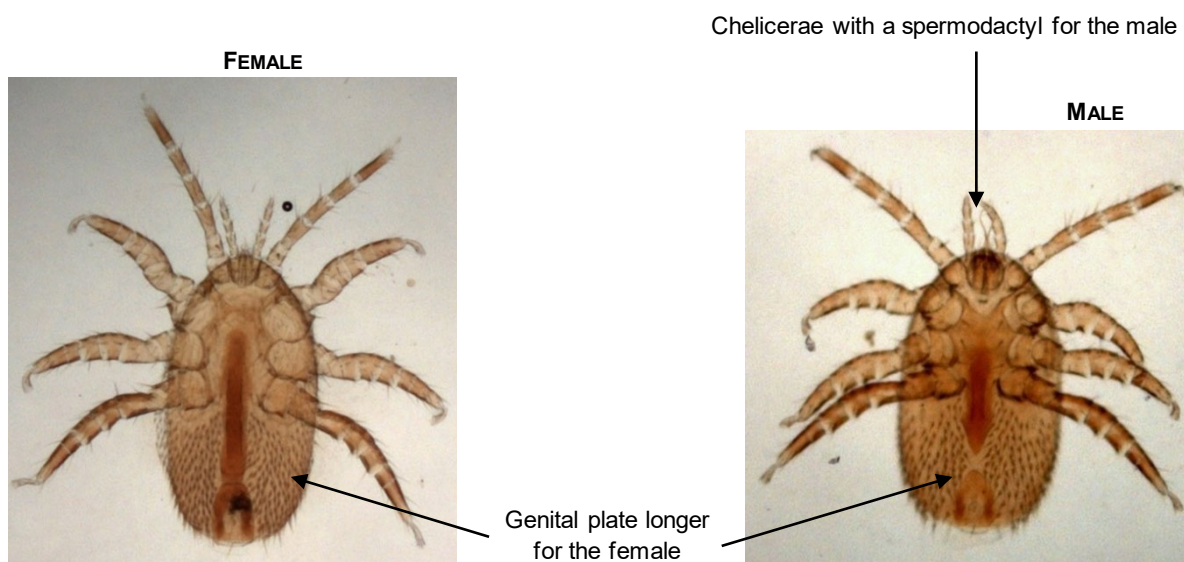 Chelicerae with a spermodactyl for the male
FEMALE
MALE
Genital plate longer
for the female